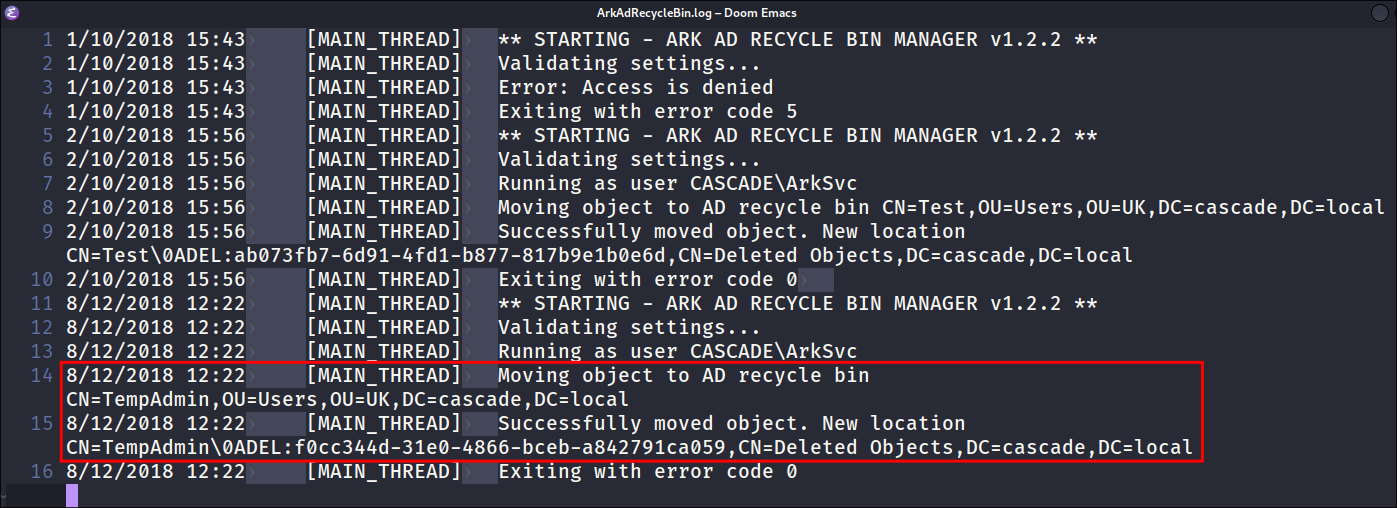 ArkAdRecycleBin.log – Doom Emacs
1 1/10/2018 15:43 [MAIN_THREAD] ** STARTING - ARK AD RECYCLE BIN MANAGER v1.2.2 **
2 1/10/2018 15:43 [MAIN_THREAD] Validating settings...
3 1/10/2018 15:43 [MAIN_THREAD] Error: Access is denied
4 1/10/2018 15:43 [MAIN_THREAD] Exiting with error code 5
5 2/10/2018 15:56 [MAIN_THREAD] ** STARTING - ARK AD RECYCLE BIN MANAGER v1.2.2 **
6 2/10/2018 15:56 [MAIN_THREAD] Validating settings...
7 2/10/2018 15:56 [MAIN_THREAD] Running as user CASCADE\ArkSvc
8 2/10/2018 15:56 [MAIN_THREAD] Moving object to AD recycle bin CN=Test,OU=Users,OU=UK,DC=cascade,DC=local
9 2/10/2018 15:56 [MAIN_THREAD] Successfully moved object. New location
CN=Test\0ADEL:ab073fb7-6d91-4fd1-b877-817b9e1b0e6d,CN=Deleted Objects,DC=cascade,DC=local
10 2/10/2018 15:56 [MAIN_THREAD] Exiting with error code 0
11 8/12/2018 12:22 [MAIN_THREAD] ** STARTING - ARK AD RECYCLE BIN MANAGER v1.2.2 **
12 8/12/2018 12:22 [MAIN_THREAD] Validating settings...
13 8/12/2018 12:22 [MAIN_THREAD] Running as user CASCADE\ArkSvc
14 8/12/2018 12:22 [MAIN_THREAD] Moving object to AD recycle bin
CN=TempAdmin,OU=Users,OU=UK,DC=cascade,DC=local
15 8/12/2018 12:22 [MAIN_THREAD] Successfully moved object. New location
CN=TempAdmin\0ADEL:f0cc344d-31e0-4866-bceb-a842791ca059,CN=Deleted Objects,DC=cascade,DC=local
16 8/12/2018 12:22 [MAIN_THREAD] Exiting with error code 0